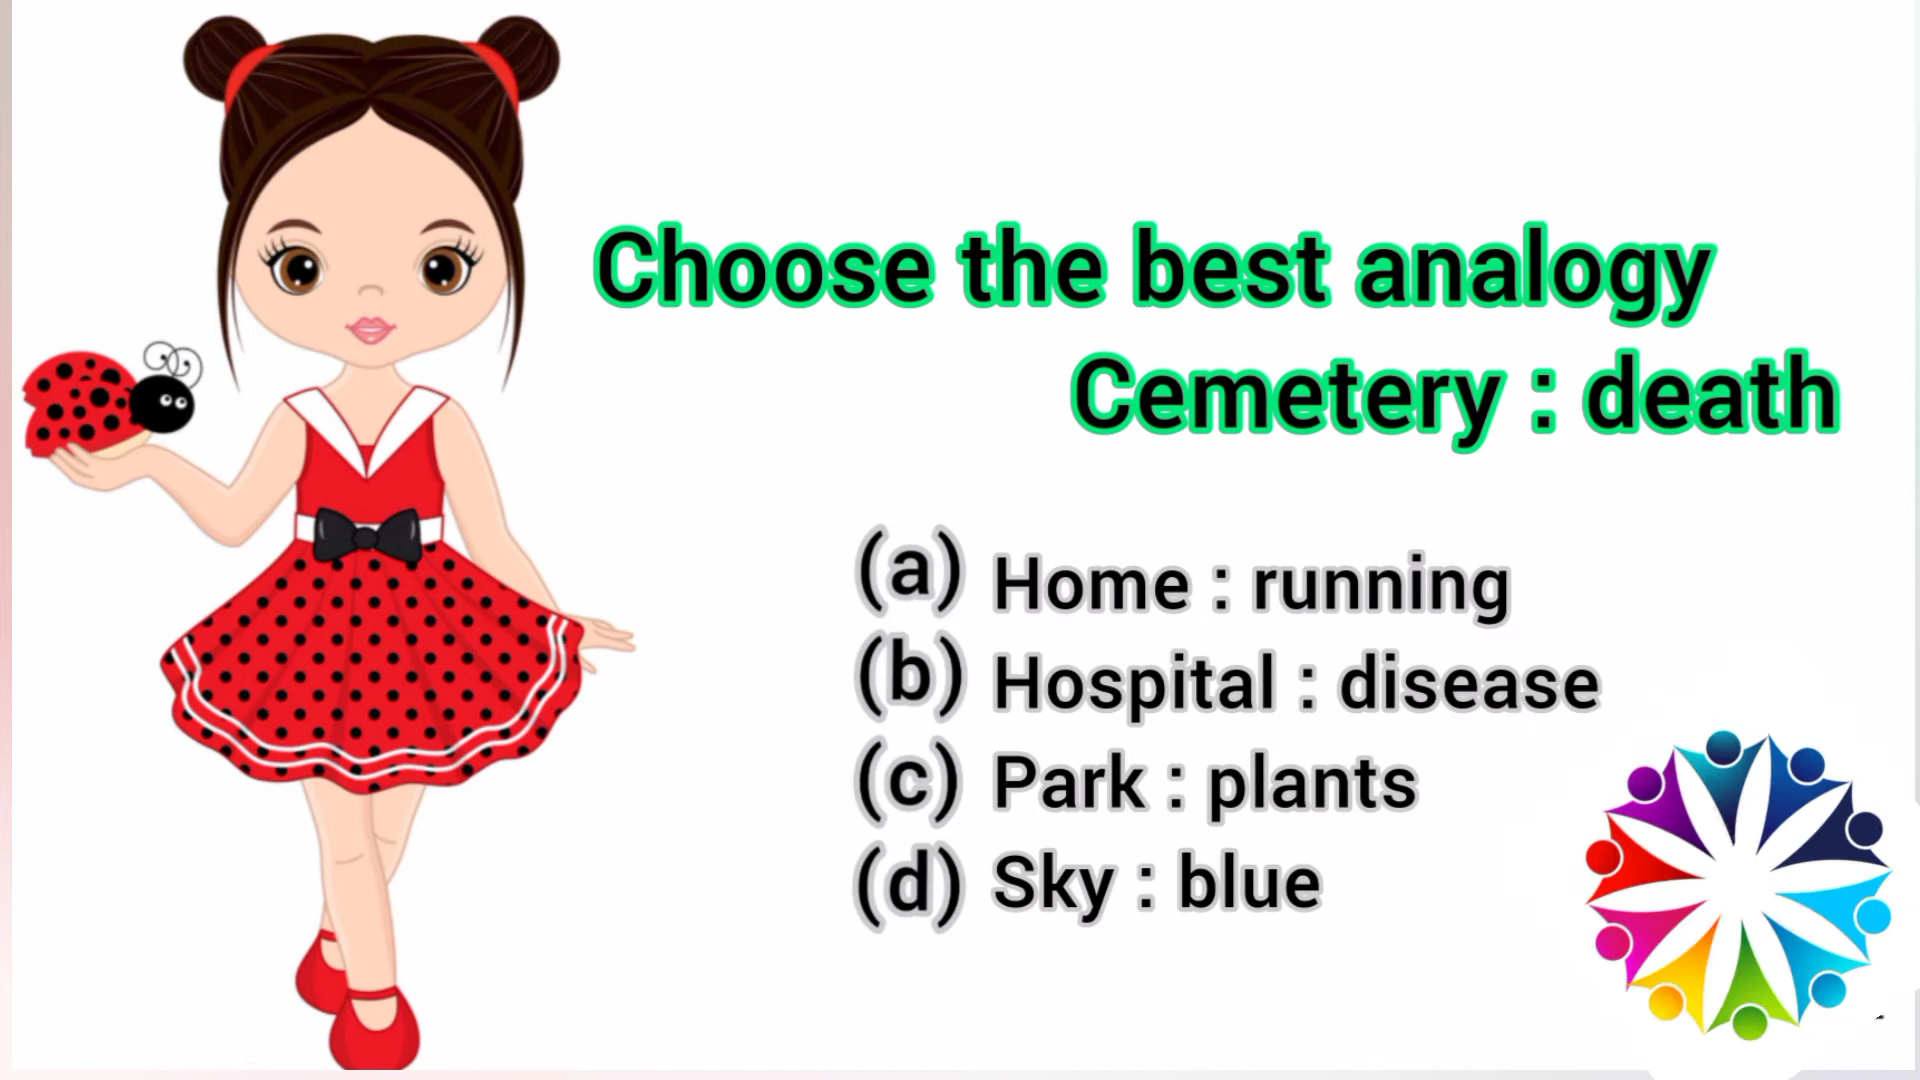 Choose the best analogy
Cemetery : death
(a) Home : running
(b) Hospital : disease
(c) Park : plants
(d) Sky : blue